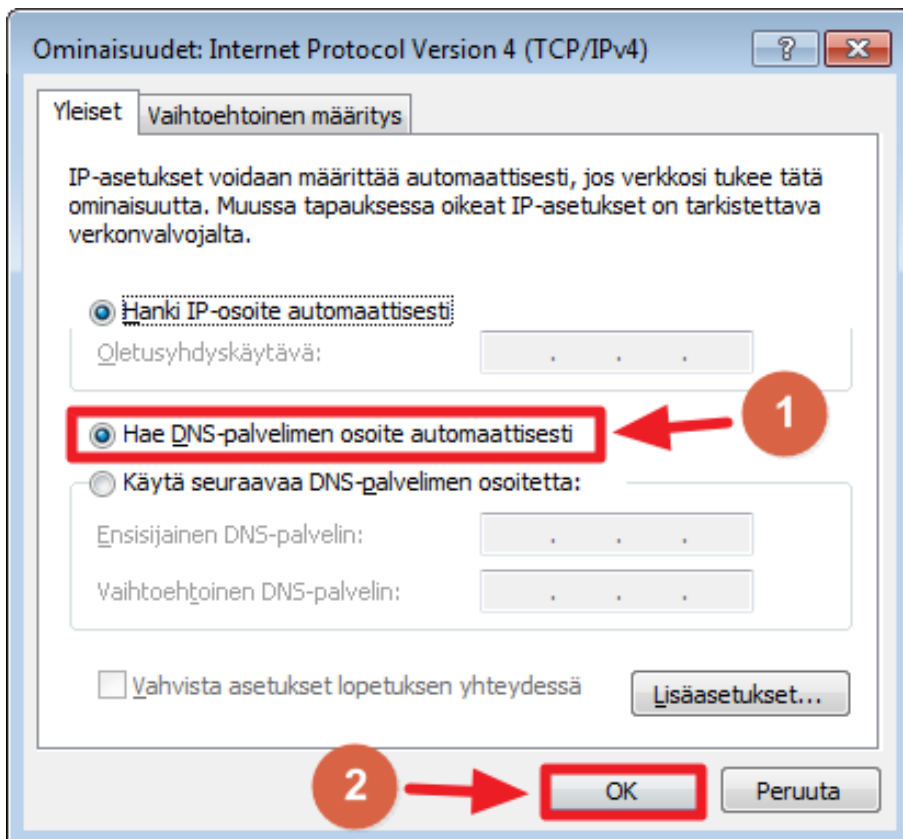 Ominaisuudet: Internet Protocol Version 4 (TCP/IPv4)
Yleiset
Vaihtoehtoinen määritys
IP-asetukset voidaan määrittää automaattisesti, jos verkkosi tukee tätä
ominaisuutta. Muussa tapauksessa oikeat IP-asetukset on tarkistettava
verkonvalvojalta.
Hanki IP-osoite automaattisesti
Oletusyhdyskäytävä:
1
Hae DNS-palvelimen osoite automaattisesti
Käytä seuraavaa DNS-palvelimen osoitetta:
Ensisijainen DNS-palvelin:
Vaihtoehtoinen DNS-palvelin:
Vahvista asetukset lopetuksen yhteydessä
Lisäasetukset...
2
OK
Peruuta